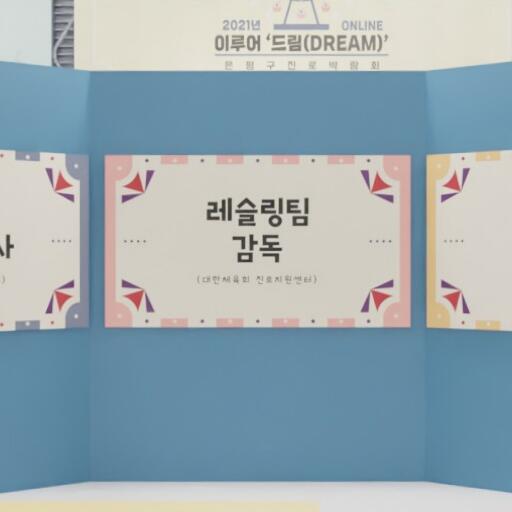 2021년 ONLINE
이루어 '드림(DREAM)'
은평구진로박람회
사
레슬링팀
감독
(대한체육회 진로지원센터)